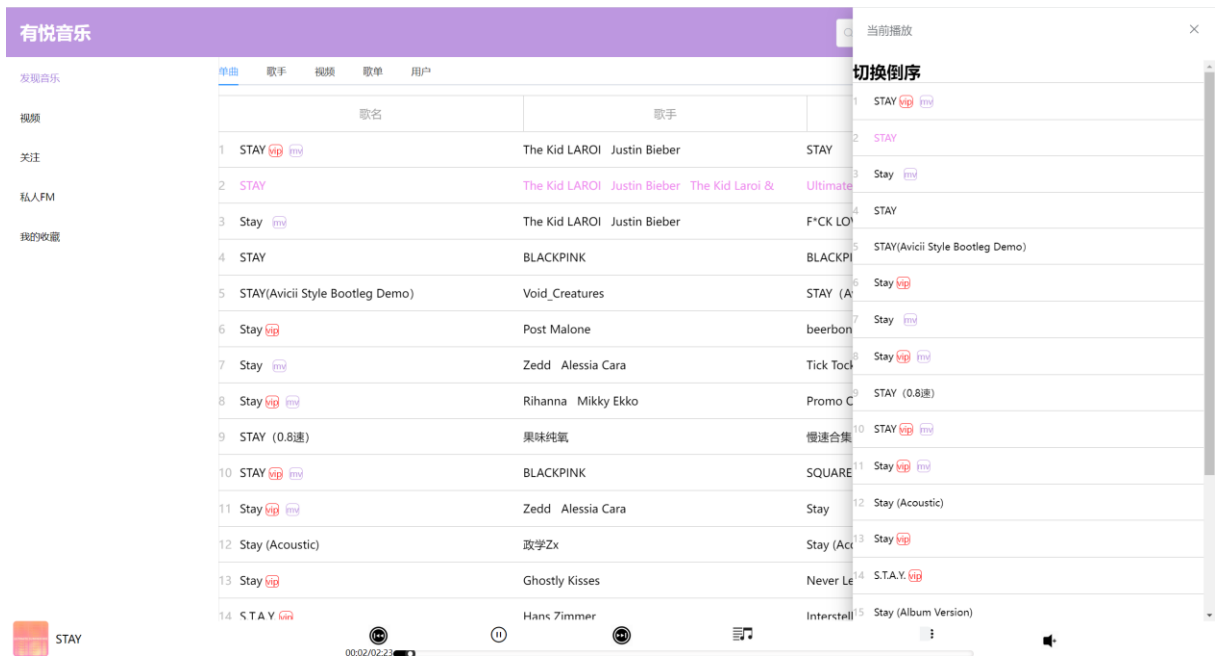 有悦音乐
发现音乐
视频
关注
私人FM
我的收藏
单曲 歌手 视频 歌单 用户
歌名 歌手
1 STAY vip mv The Kid LAROI Justin Bieber STAY
2 STAY The Kid LAROI Justin Bieber The Kid Laroi & Ultimate
3 Stay mv The Kid LAROI Justin Bieber F*CK LOV
4 STAY BLACKPINK BLACKPI
5 STAY(Avicii Style Bootleg Demo） Void_Creatures STAY（A
6 Stay vip Post Malone beerbon
7 Stay mv Zedd Alessia Cara Tick Tock
8 Stay vip mv Rihanna Mikky Ekko Promo O
9 STAY（0.8速） 果味纯氧 慢速合集
10 STAY vip mv BLACKPINK SQUARE
11 Stay vip mv Zedd Alessia Cara Stay
12 Stay (Acoustic) 政学Zx Stay (Aco
13 Stay vip Ghostly Kisses Never Le
14 S.T.A.Y. vip Hans Zimmer Interstell
当前播放
切换倒序
1 STAY vip mv
2 STAY
3 Stay mv
4 STAY
5 STAY(Avicii Style Bootleg Demo）
6 Stay vip
7 Stay mv
8 Stay vip mv
9 STAY（0.8速）
10 STAY vip mv
11 Stay vip mv
12 Stay (Acoustic)
13 Stay vip
14 S.T.A.Y. vip
15 Stay (Album Version)
STAY
00:02/02:23